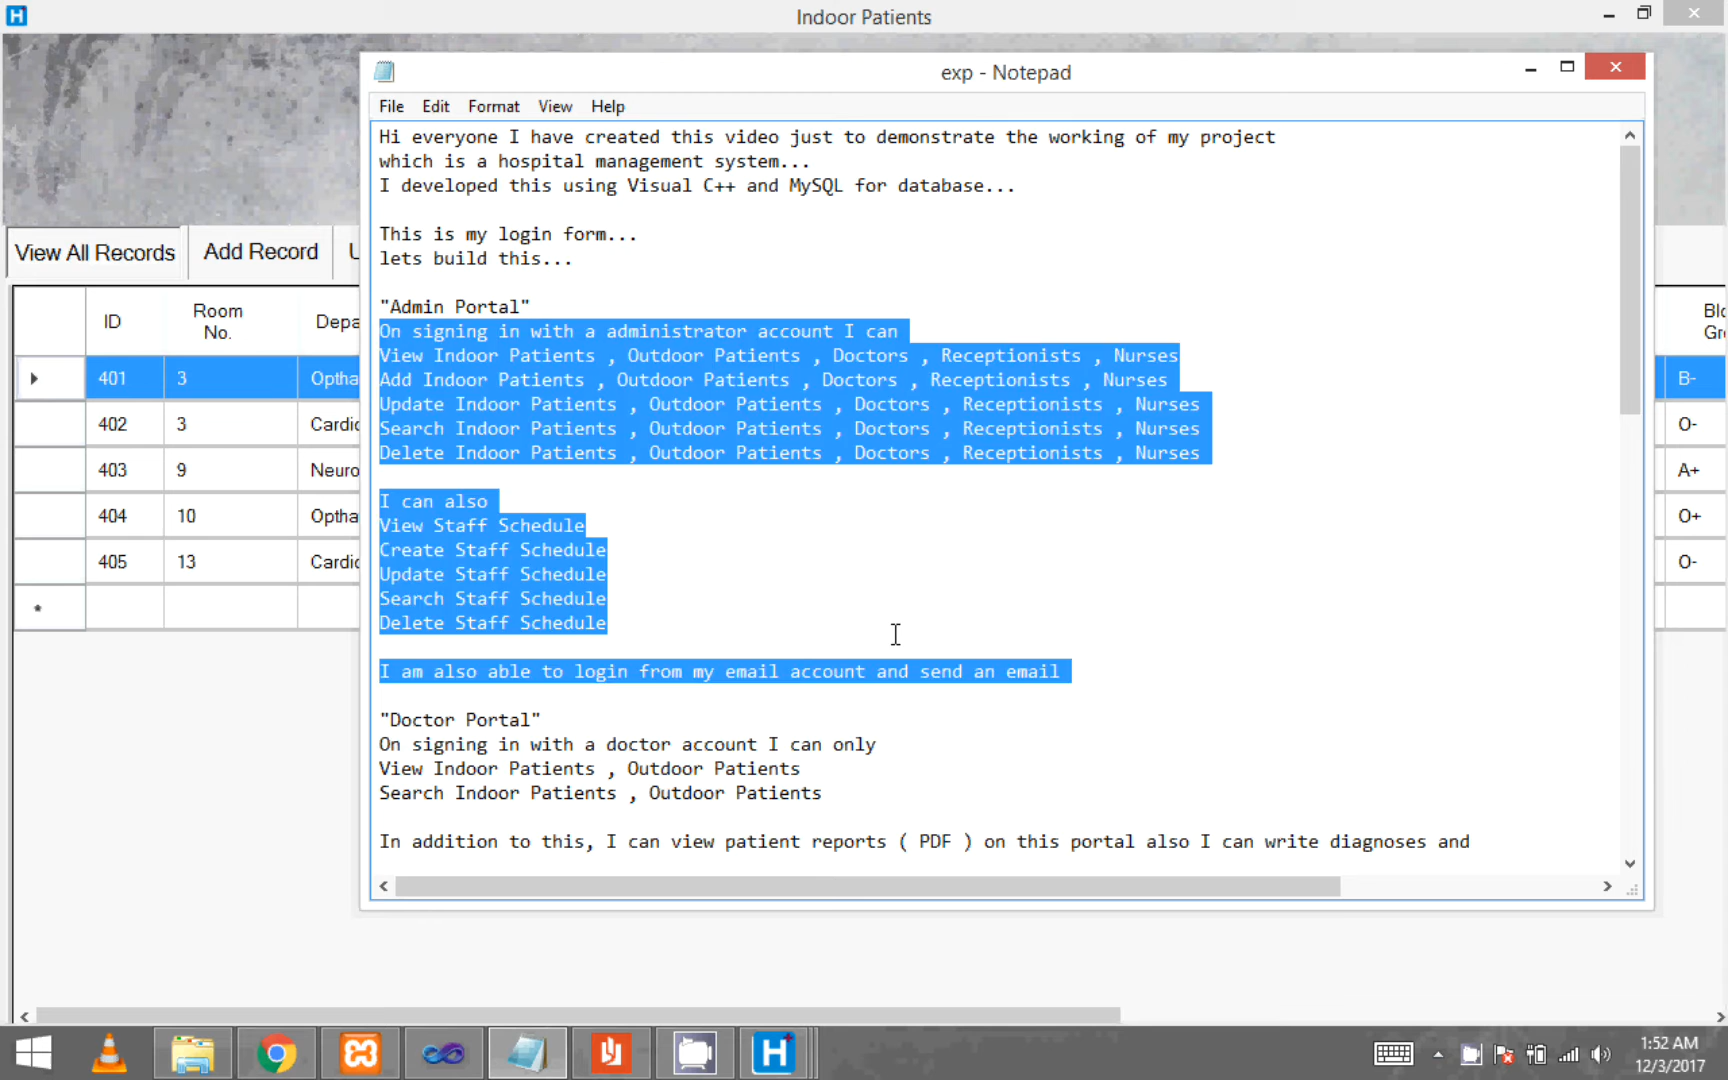 Indoor Patients
exp - Notepad
File Edit Format View Help
Hi everyone I have created this video just to demonstrate the working of my project
which is a hospital management system...
I developed this using Visual C++ and MySQL for database...
This is my login form...
lets build this...
"Admin Portal"
On signing in with a administrator account I can
View Indoor Patients , Outdoor Patients , Doctors , Receptionists , Nurses
Add Indoor Patients , Outdoor Patients , Doctors , Receptionists , Nurses
Update Indoor Patients , Outdoor Patients , Doctors , Receptionists , Nurses
Search Indoor Patients , Outdoor Patients , Doctors , Receptionists , Nurses
Delete Indoor Patients , Outdoor Patients , Doctors , Receptionists , Nurses
I can also
View Staff Schedule
Create Staff Schedule
Update Staff Schedule
Search Staff Schedule
Delete Staff Schedule
I am also able to login from my email account and send an email
"Doctor Portal"
On signing in with a doctor account I can only
View Indoor Patients , Outdoor Patients
Search Indoor Patients , Outdoor Patients
In addition to this, I can view patient reports ( PDF ) on this portal also I can write diagnoses and
View All Records Add Record
ID Room No. Depa
401 3 Optha B-
402 3 Cardio O-
403 9 Neuro A+
404 10 Optha O+
405 13 Cardio O-
1:52 AM
12/3/2017